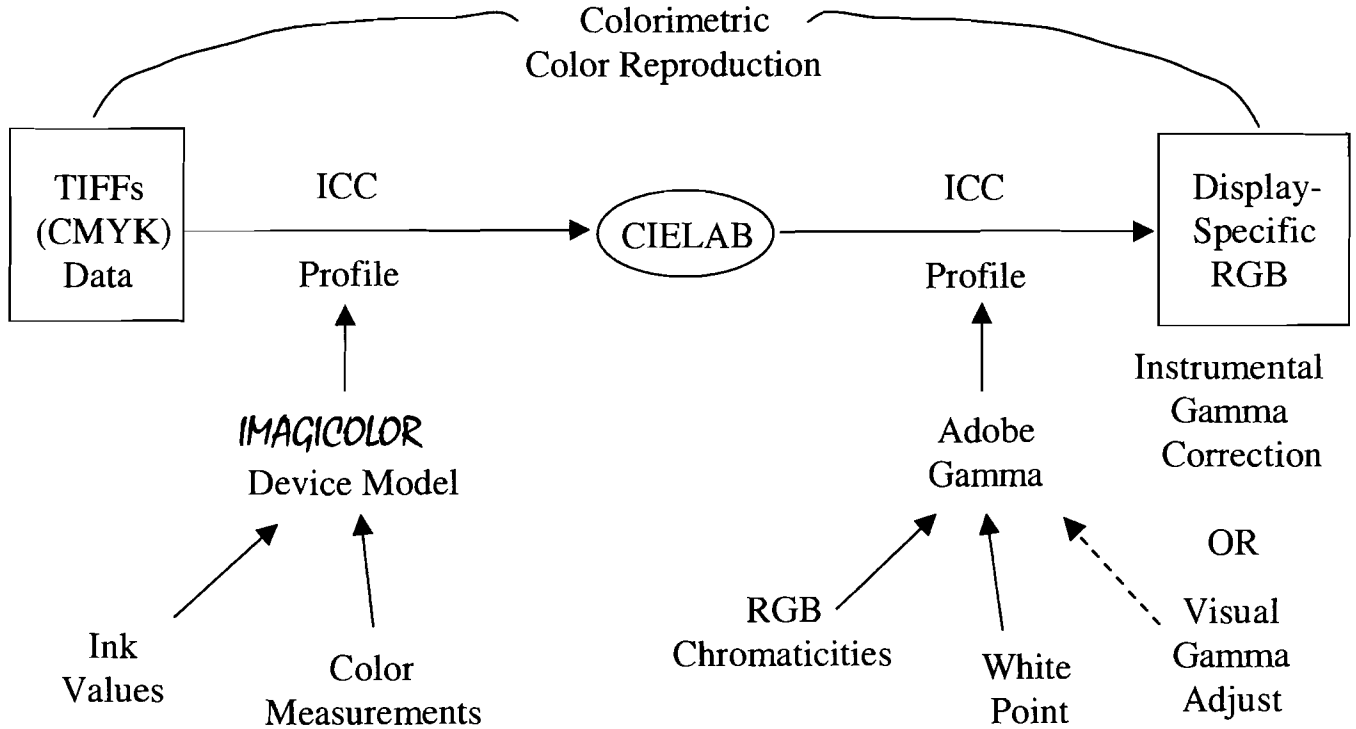 Colorimetric
Color Reproduction
TIFFs
(CMYK)
Data
ICC
Profile
CIELAB
ICC
Profile
Display-
Specific
RGB
IMAGICOLOR
Device Model
Adobe
Gamma
Instrumental
Gamma
Correction
OR
Ink
Values
Color
Measurements
RGB
Chromaticities
White
Point
Visual
Gamma
Adjust